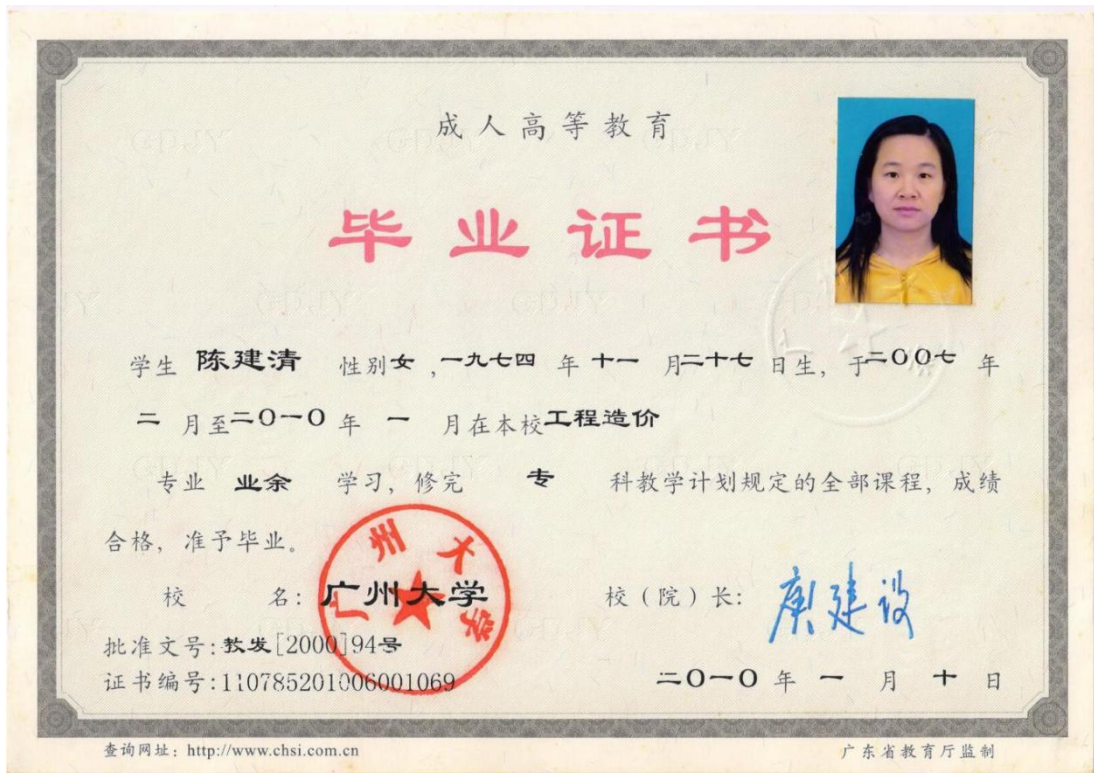 成人高等教育
毕业证书
学生 陈建清 性别女，一九七四 年 十一 月二十七 日生，于二〇〇七 年
二 月至二〇一〇 年 一 月在本校工程造价
专业 业余 学习，修完 专 科教学计划规定的全部课程，成绩
合格，准予毕业。
校 名：广州大学 校（院）长：庾建设
广州大学
批准文号：教发[2000]94号
证书编号：110785201006001069 二〇一〇 年 一 月 十 日
查询网址：http://www.chsi.com.cn 广东省教育厅监制